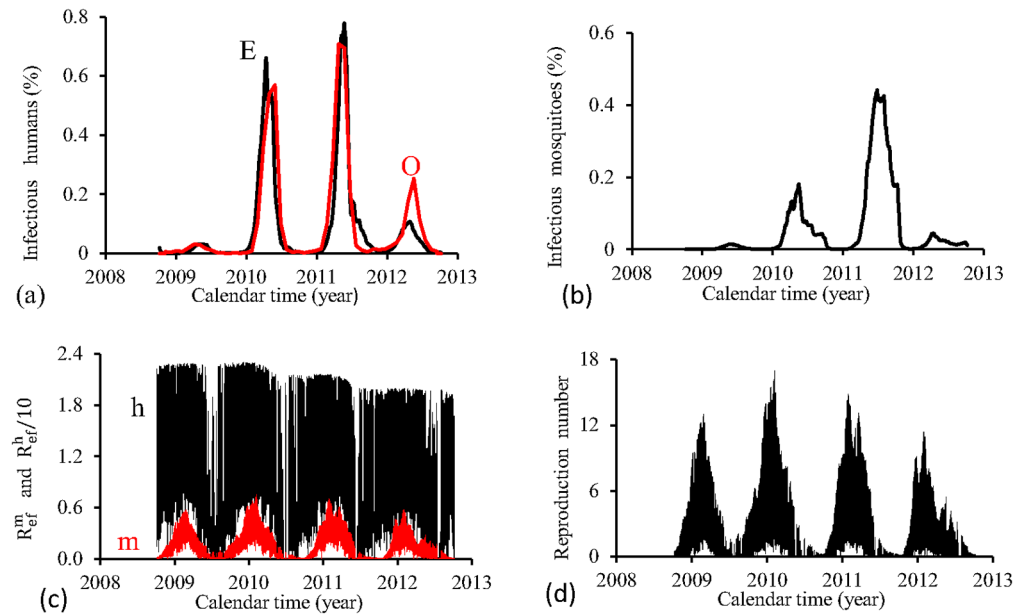 Infectious humans (%)
0.8
0.6
0.4
0.2
0
E
O
2008 2009 2010 2011 2012 2013
Calendar time (year)
(a)
Infectious mosquitoes (%)
0.6
0.4
0.2
0
2008 2009 2010 2011 2012 2013
Calendar time (year)
(b)
R^m_ef and R^h_ef/10
2.4
1.8
1.2
0.6
0.0
h
m
2008 2009 2010 2011 2012 2013
Calendar time (year)
(c)
Reproduction number
18
12
6
0
2008 2009 2010 2011 2012 2013
Calendar time (year)
(d)